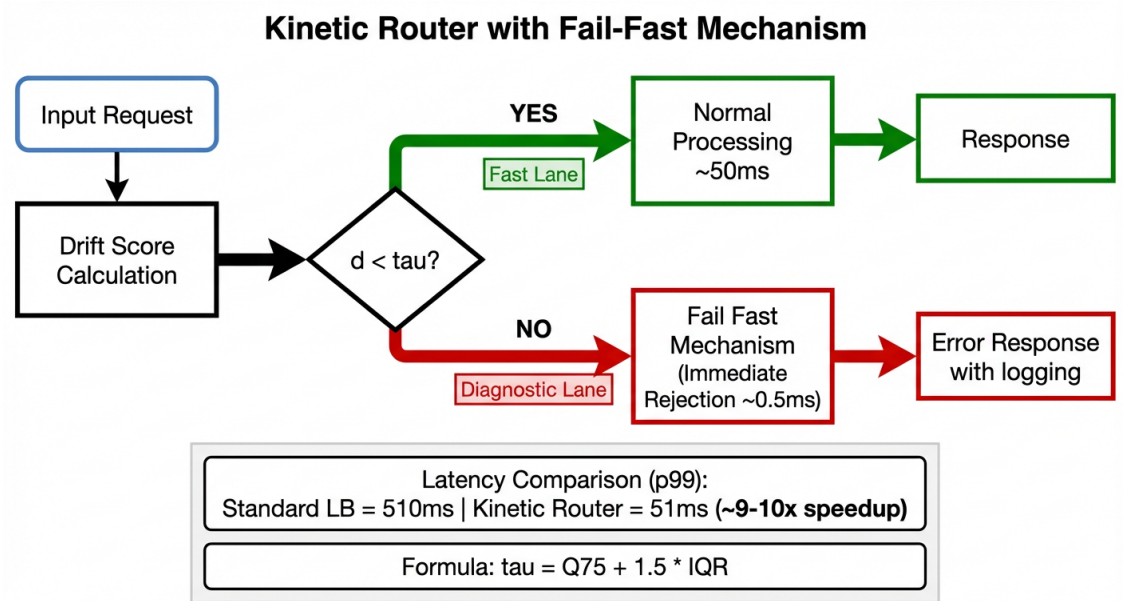 Kinetic Router with Fail-Fast Mechanism
Input Request
Drift Score
Calculation
d < tau?
YES
Fast Lane
Normal
Processing
~50ms
Response
NO
Diagnostic Lane
Fail Fast
Mechanism
(Immediate
Rejection ~0.5ms)
Error Response
with logging
Latency Comparison (p99):
Standard LB = 510ms | Kinetic Router = 51ms (~9-10x speedup)
Formula: tau = Q75 + 1.5 * IQR